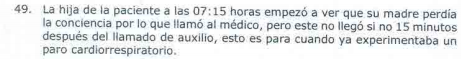 49. La hija de la paciente a las 07:15 horas empezó a ver que su madre perdía
la conciencia por lo que llamó al médico, pero este no llegó si no 15 minutos
después del llamado de auxilio, esto es para cuando ya experimentaba un
paro cardiorrespiratorio.